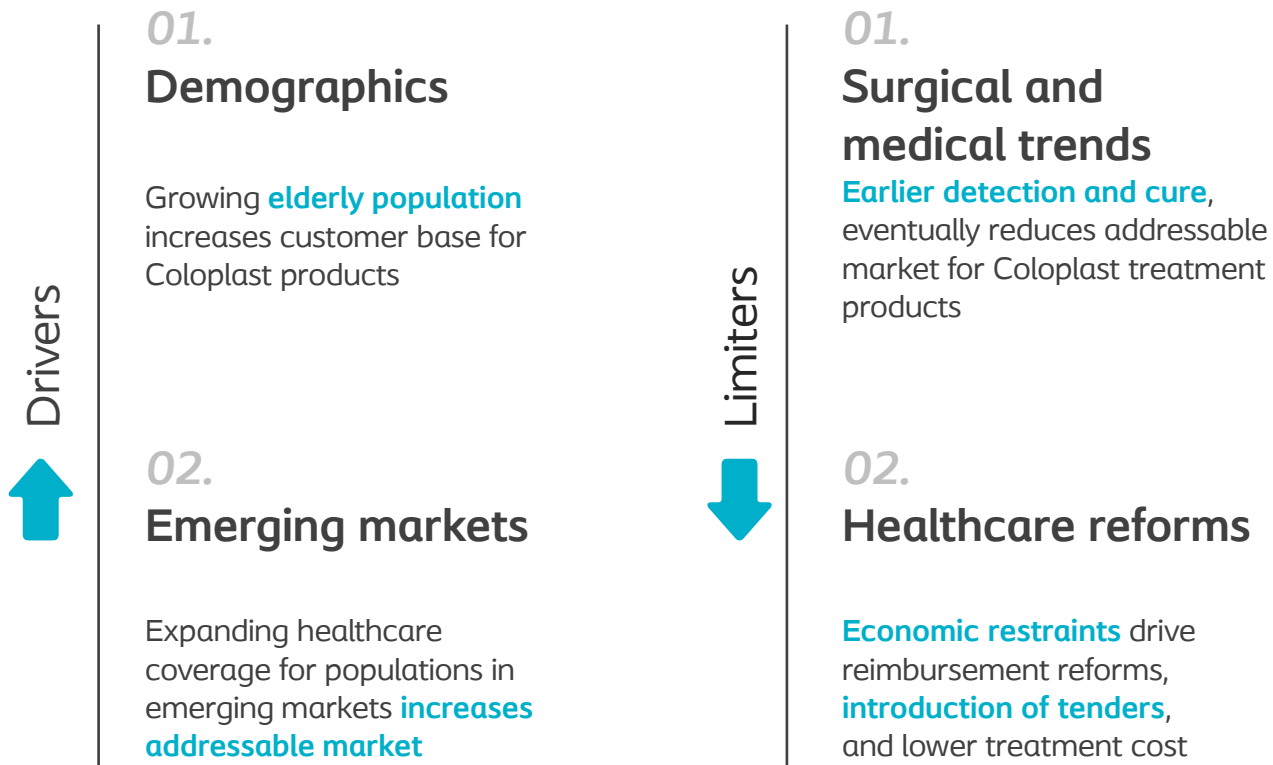 Drivers
01.
Demographics
Growing elderly population
increases customer base for
Coloplast products
02.
Emerging markets
Expanding healthcare
coverage for populations in
emerging markets increases
addressable market
Limiters
01.
Surgical and
medical trends
Earlier detection and cure,
eventually reduces addressable
market for Coloplast treatment
products
02.
Healthcare reforms
Economic restraints drive
reimbursement reforms,
introduction of tenders,
and lower treatment cost